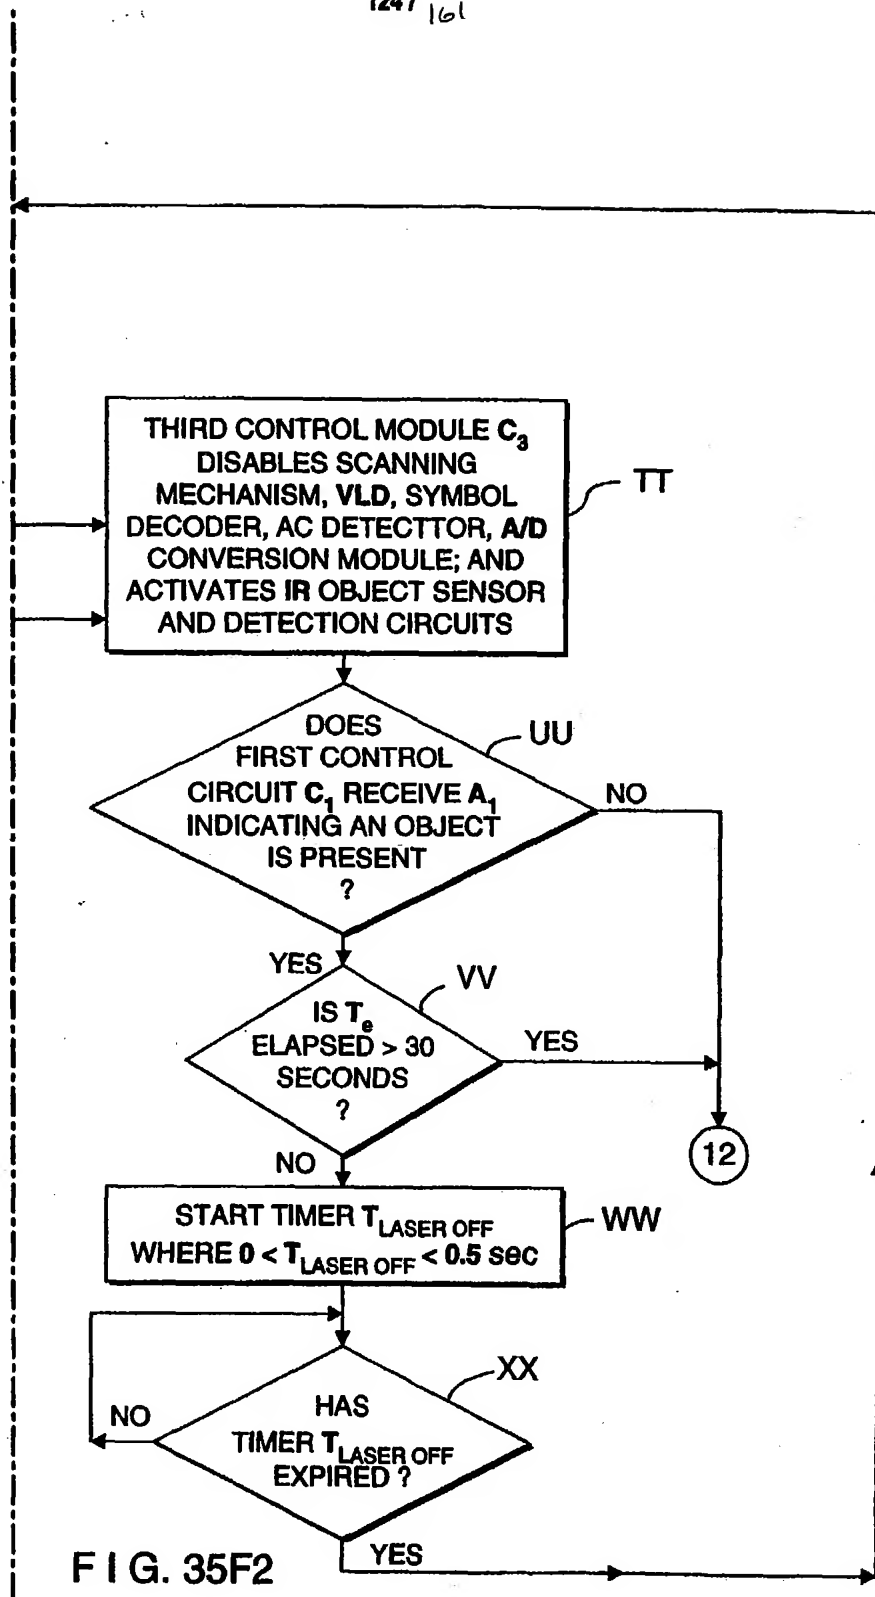 1247 161
THIRD CONTROL MODULE C3
DISABLES SCANNING
MECHANISM, VLD, SYMBOL
DECODER, AC DETECTTOR, A/D
CONVERSION MODULE; AND
ACTIVATES IR OBJECT SENSOR
AND DETECTION CIRCUITS
TT
DOES
FIRST CONTROL
CIRCUIT C1 RECEIVE A1
INDICATING AN OBJECT
IS PRESENT
?
UU
NO
YES
IS Te
ELAPSED > 30
SECONDS
?
VV
YES
12
NO
START TIMER TLASER OFF
WHERE 0 < TLASER OFF < 0.5 sec
WW
HAS
TIMER TLASER OFF
EXPIRED ?
XX
NO
YES
FIG. 35F2